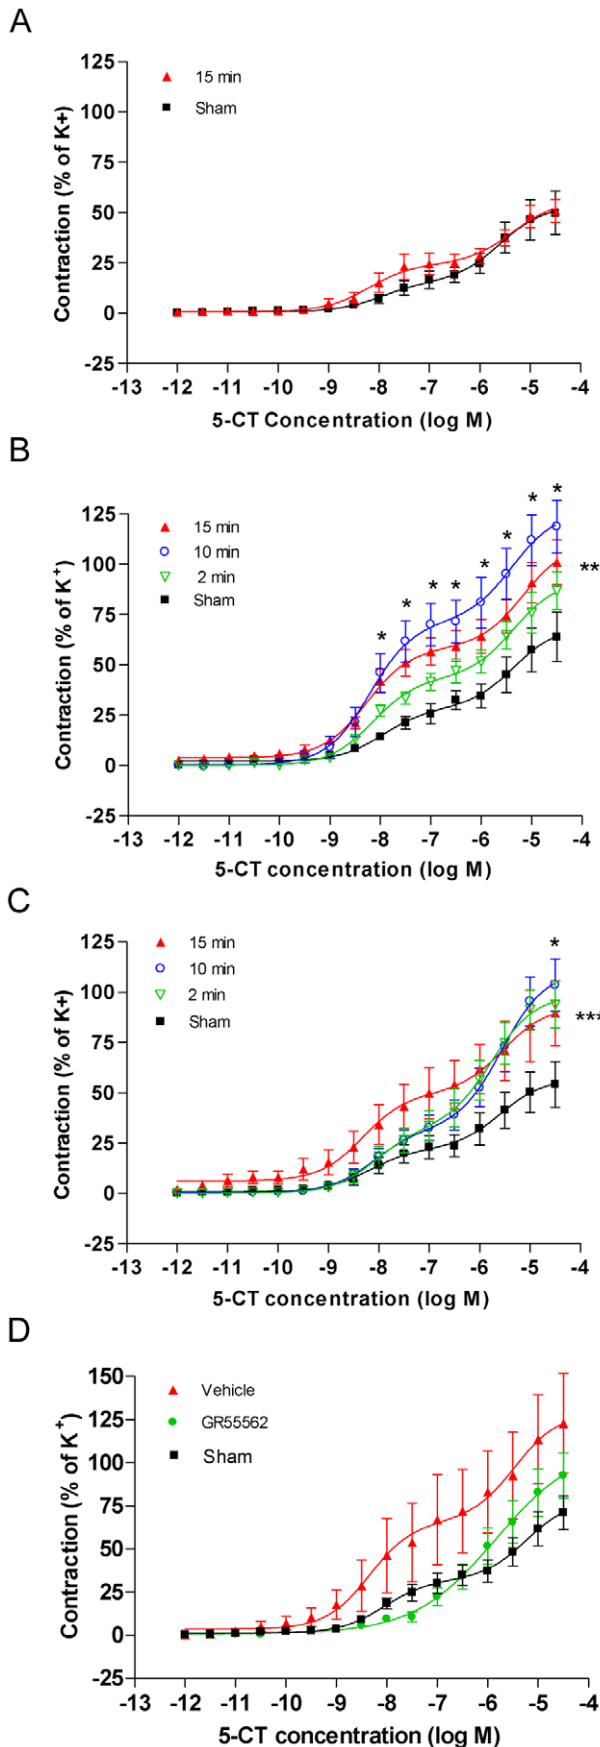 A
125
100
75
50
25
0
-25
Contraction (% of K+)
15 min
Sham
-13 -12 -11 -10 -9 -8 -7 -6 -5 -4
5-CT Concentration (log M)
B
125
100
75
50
25
0
-25
Contraction (% of K+)
15 min
10 min
2 min
Sham
* * * * * * * *
**
-13 -12 -11 -10 -9 -8 -7 -6 -5 -4
5-CT concentration (log M)
C
125
100
75
50
25
0
-25
Contraction (% of K+)
15 min
10 min
2 min
Sham
*
***
-13 -12 -11 -10 -9 -8 -7 -6 -5 -4
5-CT concentration (log M)
D
150
125
100
75
50
25
0
-25
Contraction (% of K+)
Vehicle
GR55562
Sham
-13 -12 -11 -10 -9 -8 -7 -6 -5 -4
5-CT concentration (log M)